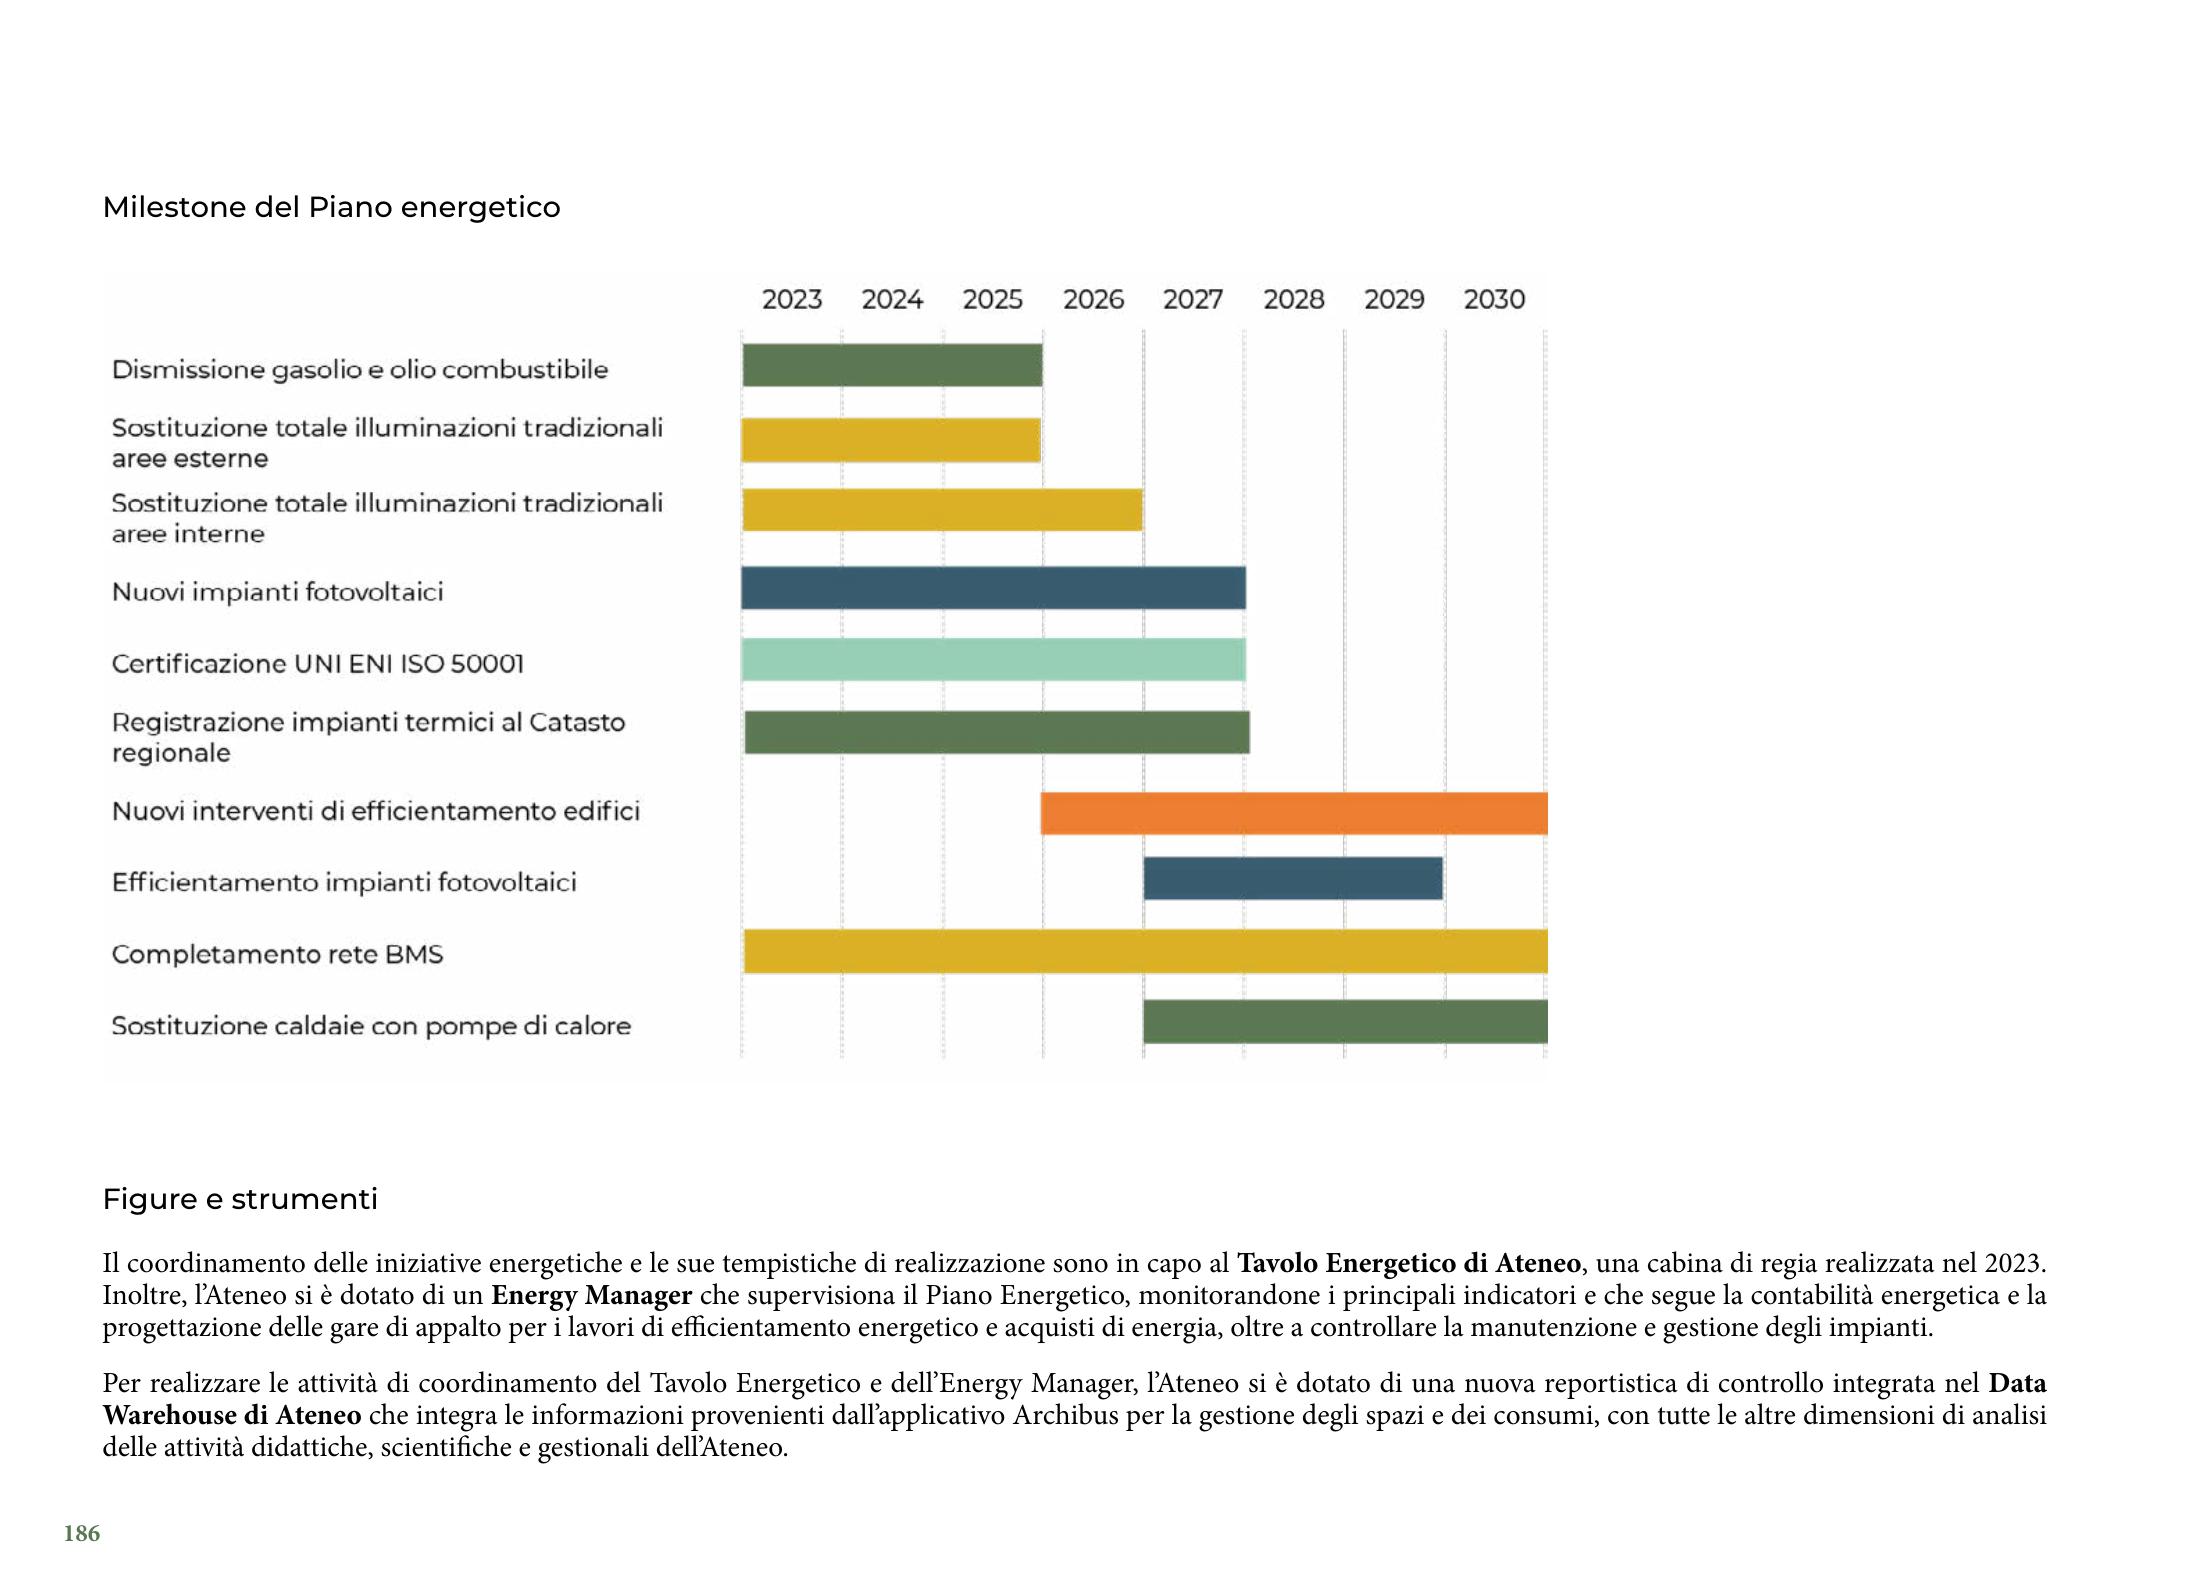 Milestone del Piano energetico
2023 2024 2025 2026 2027 2028 2029 2030
Dismissione gasolio e olio combustibile
Sostituzione totale illuminazioni tradizionali
aree esterne
Sostituzione totale illuminazioni tradizionali
aree interne
Nuovi impianti fotovoltaici
Certificazione UNI ENI ISO 50001
Registrazione impianti termici al Catasto
regionale
Nuovi interventi di efficientamento edifici
Efficientamento impianti fotovoltaici
Completamento rete BMS
Sostituzione caldaie con pompe di calore
Figure e strumenti
Il coordinamento delle iniziative energetiche e le sue tempistiche di realizzazione sono in capo al Tavolo Energetico di Ateneo, una cabina di regia realizzata nel 2023.
Inoltre, l’Ateneo si è dotato di un Energy Manager che supervisiona il Piano Energetico, monitorandone i principali indicatori e che segue la contabilità energetica e la
progettazione delle gare di appalto per i lavori di efficientamento energetico e acquisti di energia, oltre a controllare la manutenzione e gestione degli impianti.
Per realizzare le attività di coordinamento del Tavolo Energetico e dell’Energy Manager, l’Ateneo si è dotato di una nuova reportistica di controllo integrata nel Data
Warehouse di Ateneo che integra le informazioni provenienti dall’applicativo Archibus per la gestione degli spazi e dei consumi, con tutte le altre dimensioni di analisi
delle attività didattiche, scientifiche e gestionali dell’Ateneo.
186